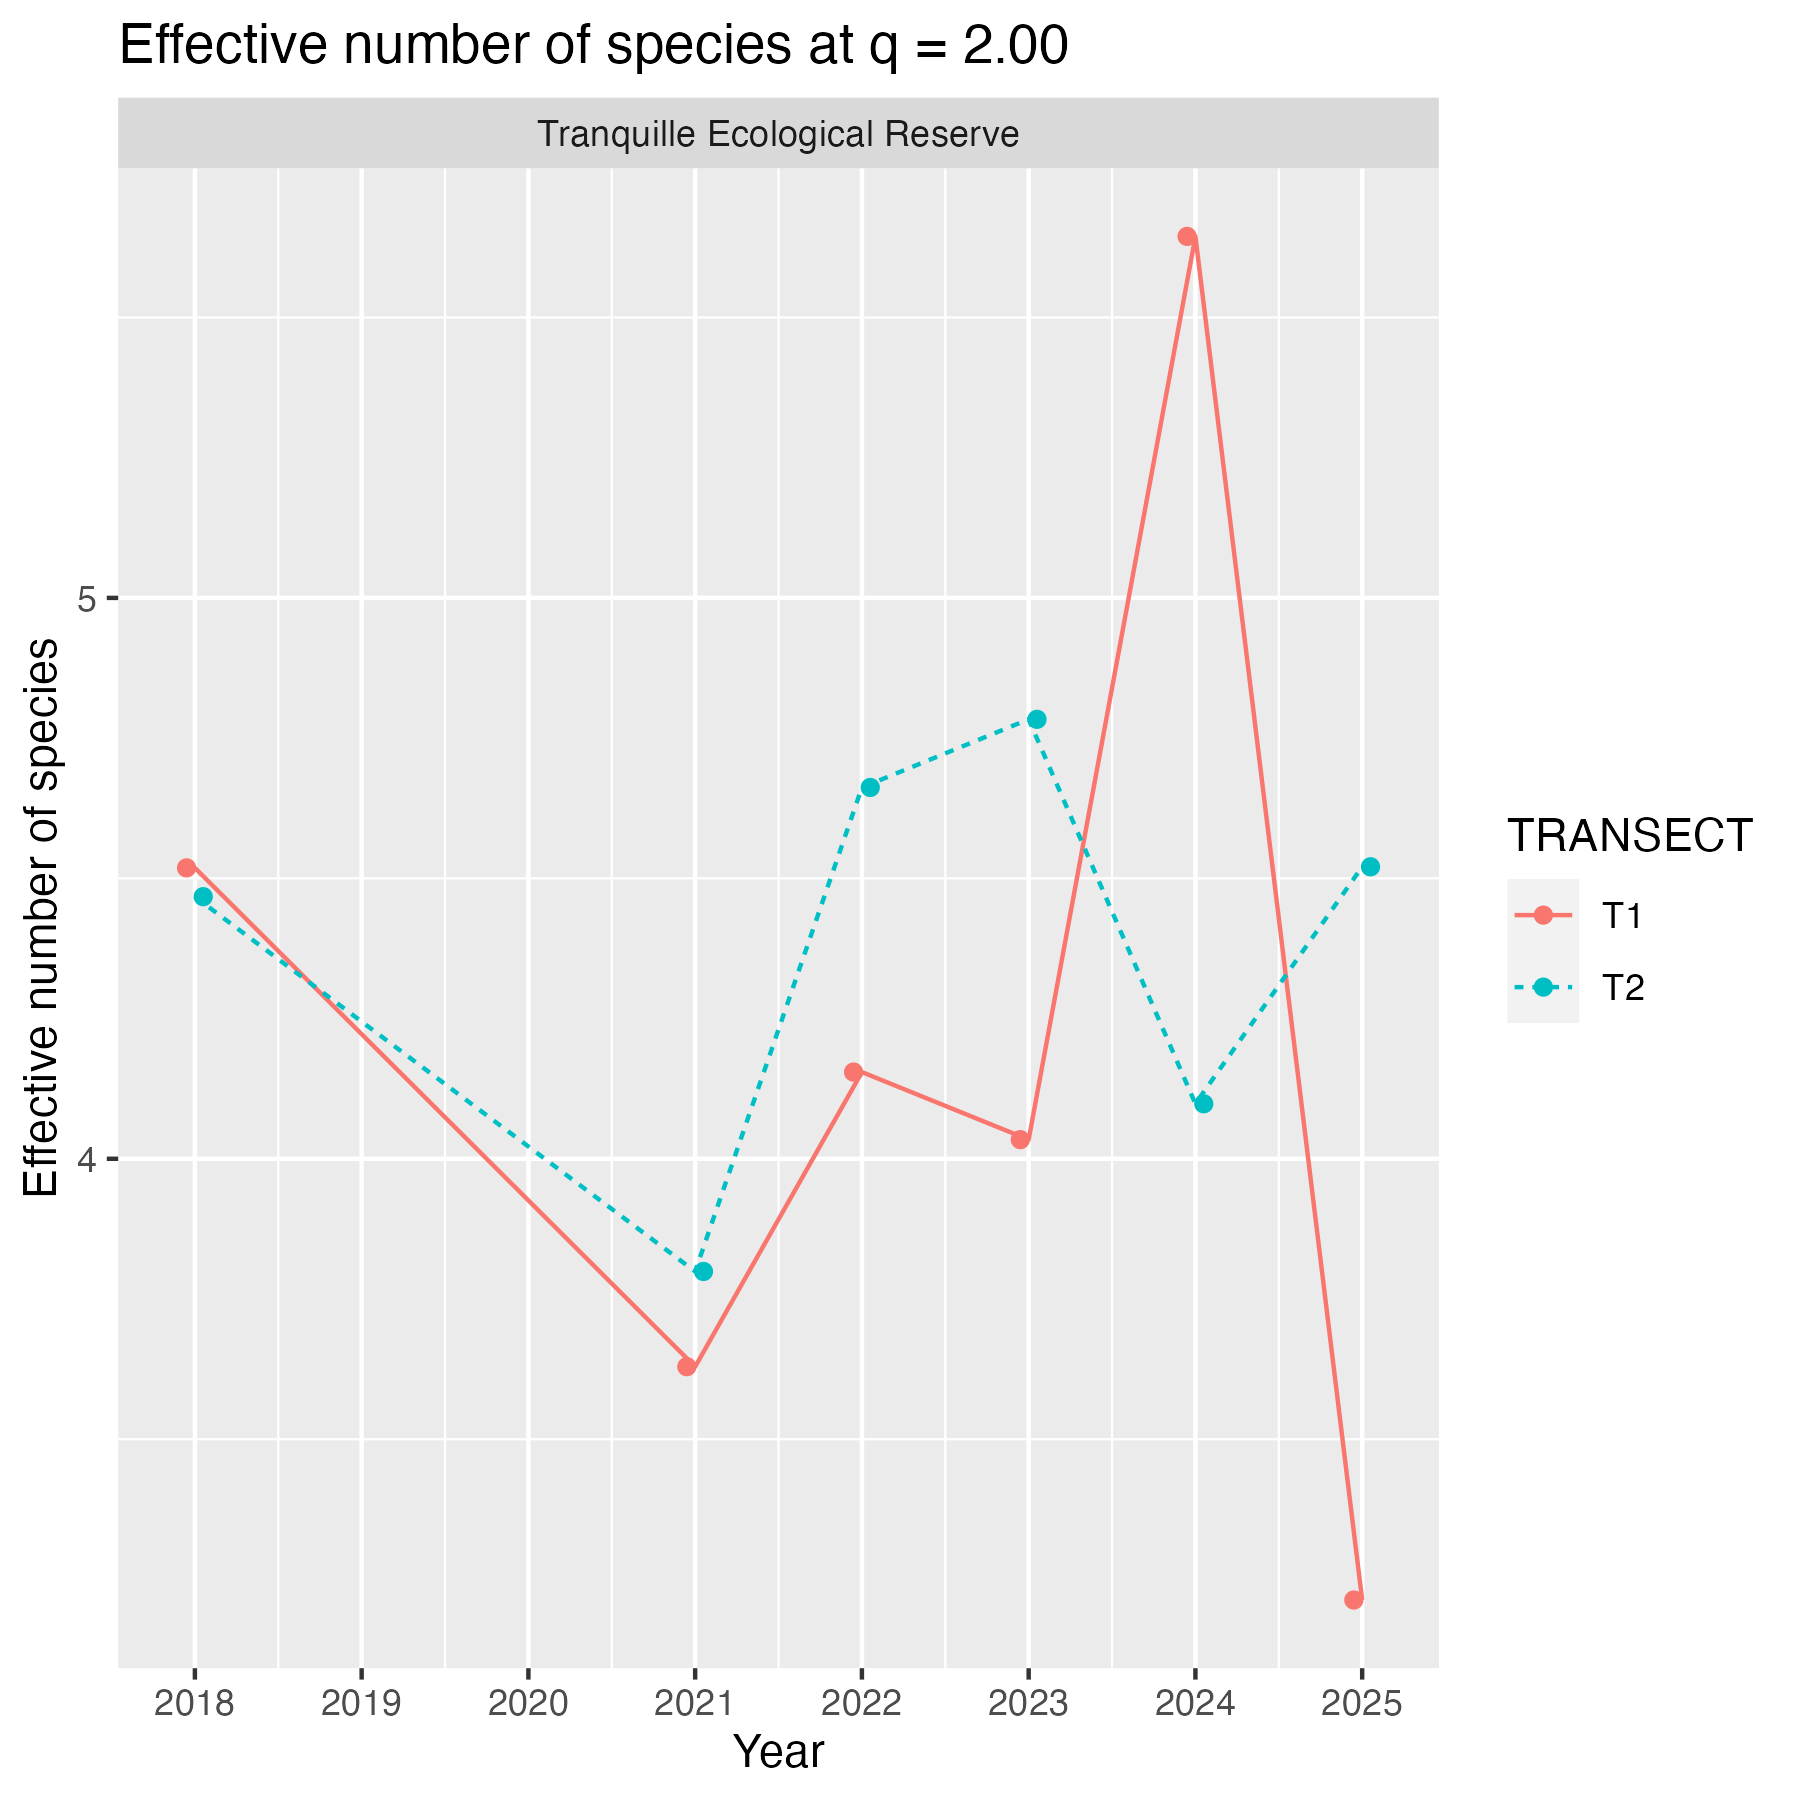 Effective number of species at q = 2.00
Tranquille Ecological Reserve
Effective number of species
5
4
2018 2019 2020 2021 2022 2023 2024 2025
Year
TRANSECT
T1
T2